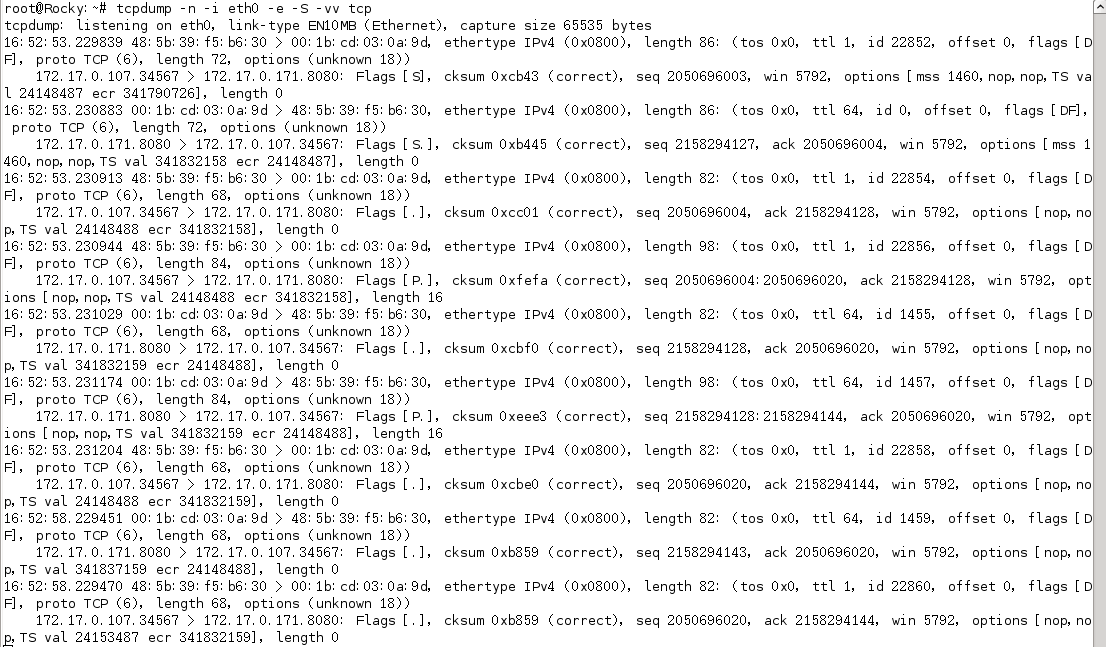 root@Rocky:~# tcpdump -n -i eth0 -e -S -vv tcp
tcpdump: listening on eth0, link-type EN10MB (Ethernet), capture size 65535 bytes
16:52:53.229839 48:5b:39:f5:b6:30 > 00:1b:cd:03:0a:9d, ethertype IPv4 (0x0800), length 86: (tos 0x0, ttl 1, id 22852, offset 0, flags [D
F], proto TCP (6), length 72, options (unknown 18))
    172.17.0.107.34567 > 172.17.0.171.8080: Flags [S], cksum 0xcb43 (correct), seq 2050696003, win 5792, options [mss 1460,nop,nop,TS va
l 24148487 ecr 341790726], length 0
16:52:53.230883 00:1b:cd:03:0a:9d > 48:5b:39:f5:b6:30, ethertype IPv4 (0x0800), length 86: (tos 0x0, ttl 64, id 0, offset 0, flags [DF],
 proto TCP (6), length 72, options (unknown 18))
    172.17.0.171.8080 > 172.17.0.107.34567: Flags [S.], cksum 0xb445 (correct), seq 2158294127, ack 2050696004, win 5792, options [mss 1
460,nop,nop,TS val 341832158 ecr 24148487], length 0
16:52:53.230913 48:5b:39:f5:b6:30 > 00:1b:cd:03:0a:9d, ethertype IPv4 (0x0800), length 82: (tos 0x0, ttl 1, id 22854, offset 0, flags [D
F], proto TCP (6), length 68, options (unknown 18))
    172.17.0.107.34567 > 172.17.0.171.8080: Flags [.], cksum 0xcc01 (correct), seq 2050696004, ack 2158294128, win 5792, options [nop,no
p,TS val 24148488 ecr 341832158], length 0
16:52:53.230944 48:5b:39:f5:b6:30 > 00:1b:cd:03:0a:9d, ethertype IPv4 (0x0800), length 98: (tos 0x0, ttl 1, id 22856, offset 0, flags [D
F], proto TCP (6), length 84, options (unknown 18))
    172.17.0.107.34567 > 172.17.0.171.8080: Flags [P.], cksum 0xfefa (correct), seq 2050696004:2050696020, ack 2158294128, win 5792, opt
ions [nop,nop,TS val 24148488 ecr 341832158], length 16
16:52:53.231029 00:1b:cd:03:0a:9d > 48:5b:39:f5:b6:30, ethertype IPv4 (0x0800), length 82: (tos 0x0, ttl 64, id 1455, offset 0, flags [D
F], proto TCP (6), length 68, options (unknown 18))
    172.17.0.171.8080 > 172.17.0.107.34567: Flags [.], cksum 0xcbf0 (correct), seq 2158294128, ack 2050696020, win 5792, options [nop,no
p,TS val 341832159 ecr 24148488], length 0
16:52:53.231174 00:1b:cd:03:0a:9d > 48:5b:39:f5:b6:30, ethertype IPv4 (0x0800), length 98: (tos 0x0, ttl 64, id 1457, offset 0, flags [D
F], proto TCP (6), length 84, options (unknown 18))
    172.17.0.171.8080 > 172.17.0.107.34567: Flags [P.], cksum 0xeee3 (correct), seq 2158294128:2158294144, ack 2050696020, win 5792, opt
ions [nop,nop,TS val 341832159 ecr 24148488], length 16
16:52:53.231204 48:5b:39:f5:b6:30 > 00:1b:cd:03:0a:9d, ethertype IPv4 (0x0800), length 82: (tos 0x0, ttl 1, id 22858, offset 0, flags [D
F], proto TCP (6), length 68, options (unknown 18))
    172.17.0.107.34567 > 172.17.0.171.8080: Flags [.], cksum 0xcbe0 (correct), seq 2050696020, ack 2158294144, win 5792, options [nop,no
p,TS val 24148488 ecr 341832159], length 0
16:52:58.229451 00:1b:cd:03:0a:9d > 48:5b:39:f5:b6:30, ethertype IPv4 (0x0800), length 82: (tos 0x0, ttl 64, id 1459, offset 0, flags [D
F], proto TCP (6), length 68, options (unknown 18))
    172.17.0.171.8080 > 172.17.0.107.34567: Flags [.], cksum 0xb859 (correct), seq 2158294143, ack 2050696020, win 5792, options [nop,no
p,TS val 341837159 ecr 24148488], length 0
16:52:58.229470 48:5b:39:f5:b6:30 > 00:1b:cd:03:0a:9d, ethertype IPv4 (0x0800), length 82: (tos 0x0, ttl 1, id 22860, offset 0, flags [D
F], proto TCP (6), length 68, options (unknown 18))
    172.17.0.107.34567 > 172.17.0.171.8080: Flags [.], cksum 0xb859 (correct), seq 2050696020, ack 2158294144, win 5792, options [nop,no
p,TS val 24153487 ecr 341832159], length 0